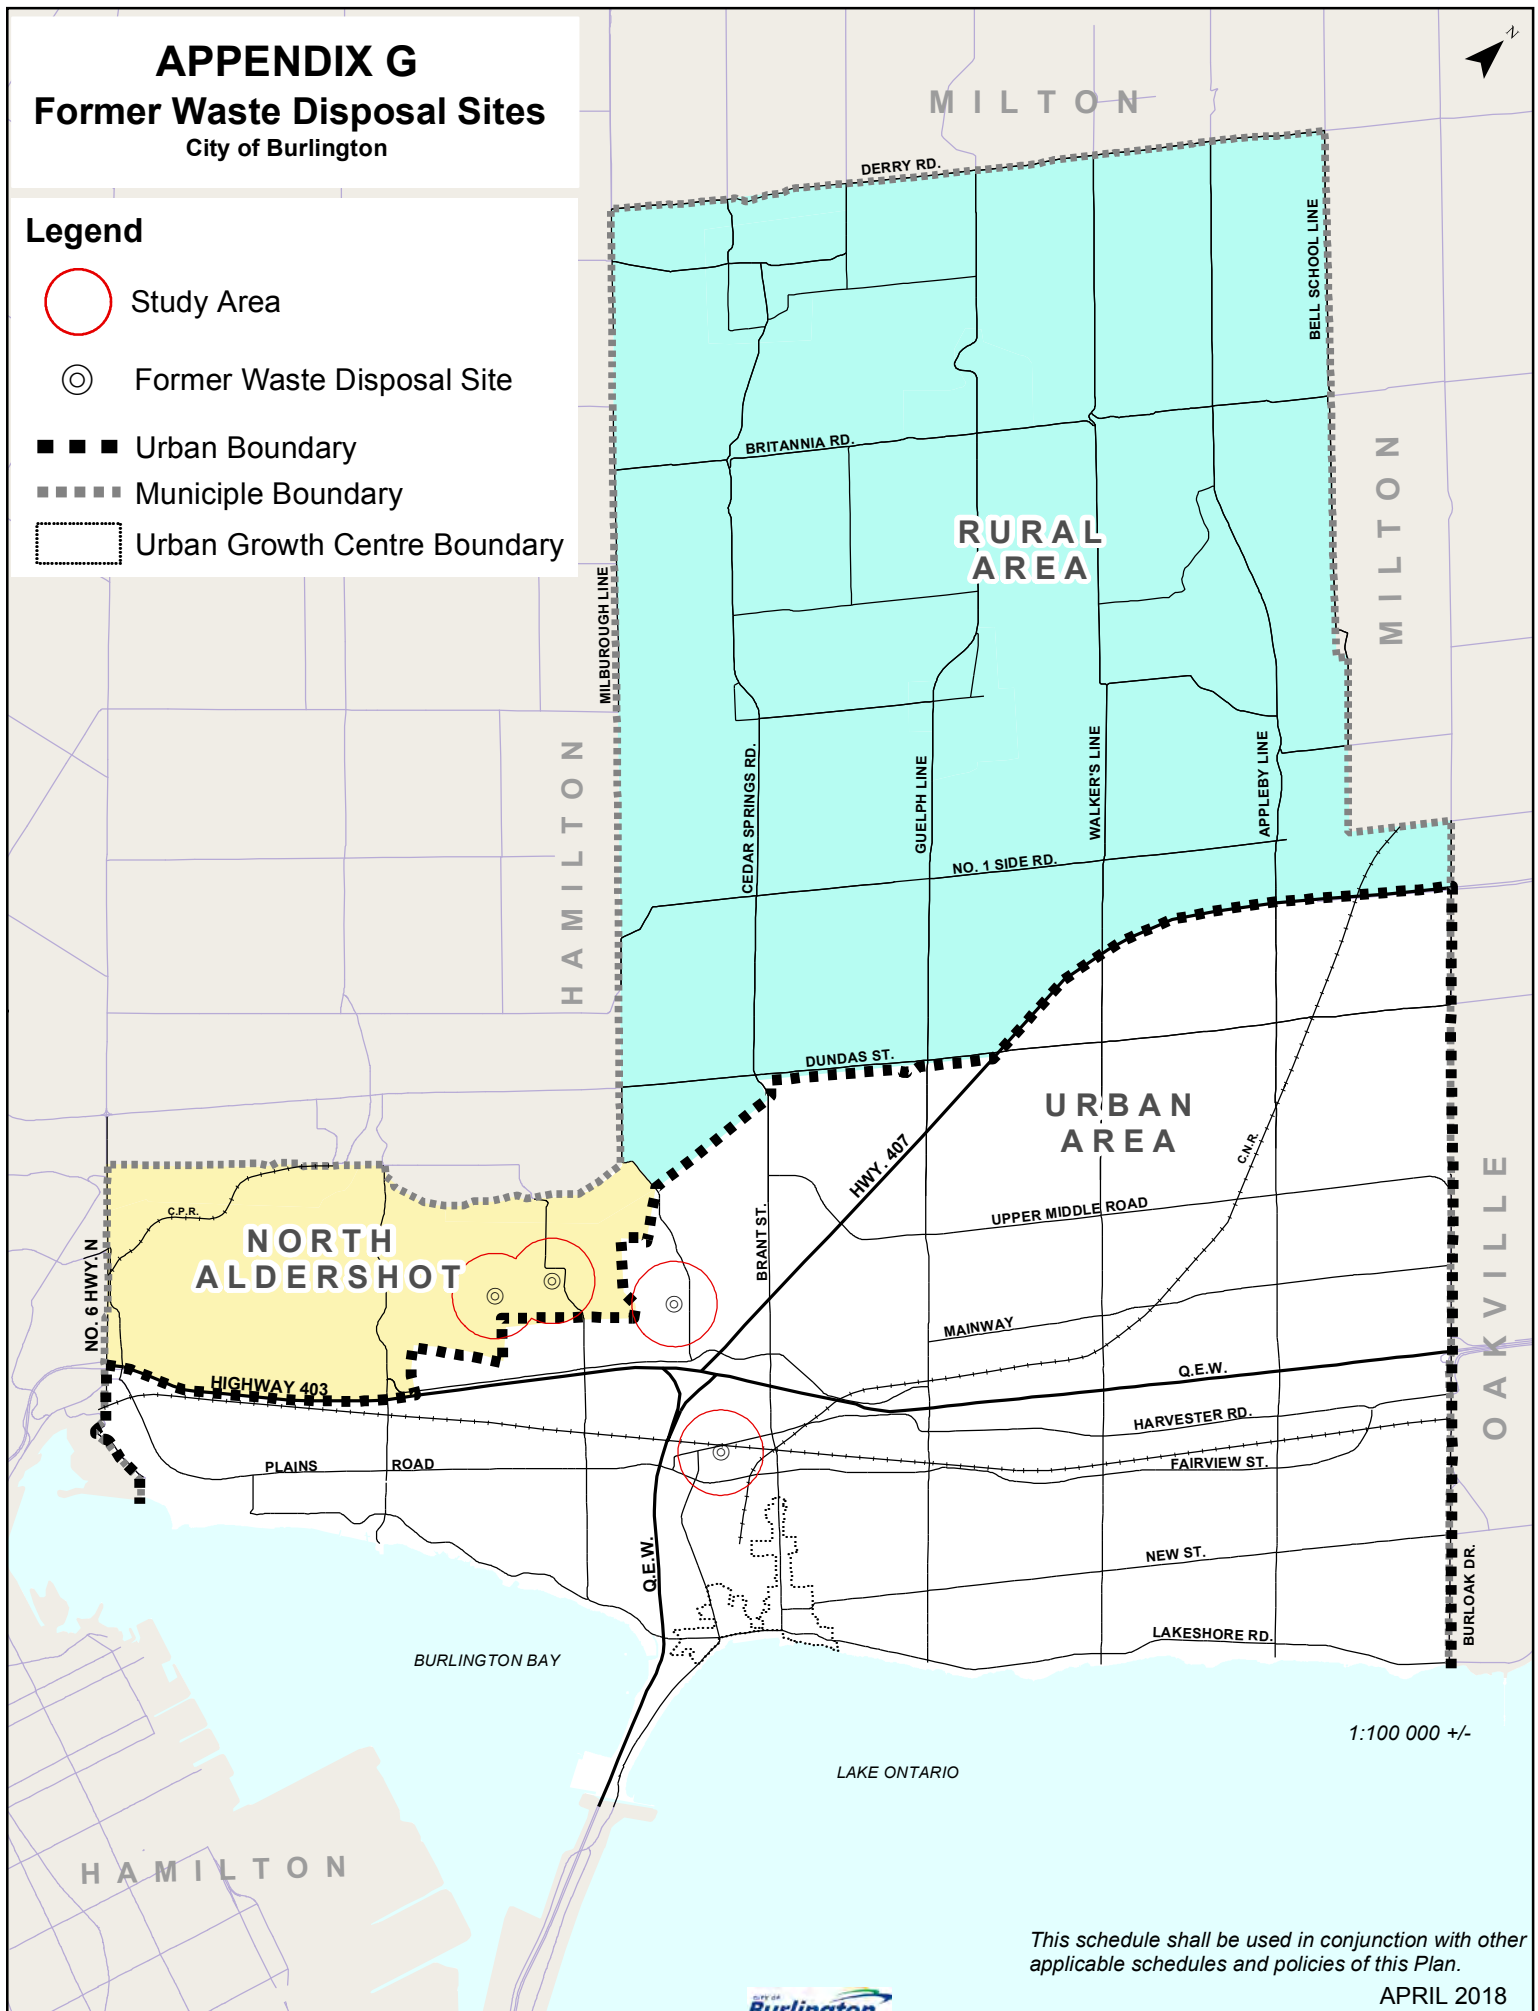 APPENDIX G
Former Waste Disposal Sites
City of Burlington
N
Legend
Study Area
Former Waste Disposal Site
Urban Boundary
Municiple Boundary
Urban Growth Centre Boundary
MILTON
DERRY RD.
BELL SCHOOL LINE
BRITANNIA RD.
MILTON
RURAL
AREA
MILBOROUGH LINE
HAMILTON
CEDAR SPRINGS RD.
GUELPH LINE
WALKER'S LINE
APPLEBY LINE
NO. 1 SIDE RD.
DUNDAS ST.
URBAN
AREA
HWY. 407
C.N.R.
C.P.R.
NORTH
ALDERSHOT
NO. 6 HWY. N
BRANT ST.
UPPER MIDDLE ROAD
OAKVILLE
MAINWAY
HIGHWAY 403
Q.E.W.
HARVESTER RD.
PLAINS ROAD
FAIRVIEW ST.
Q.E.W.
NEW ST.
BURLOAK DR.
LAKESHORE RD.
BURLINGTON BAY
1:100 000 +/-
LAKE ONTARIO
HAMILTON
This schedule shall be used in conjunction with other
applicable schedules and policies of this Plan.
CITY OF
Burlington
APRIL 2018